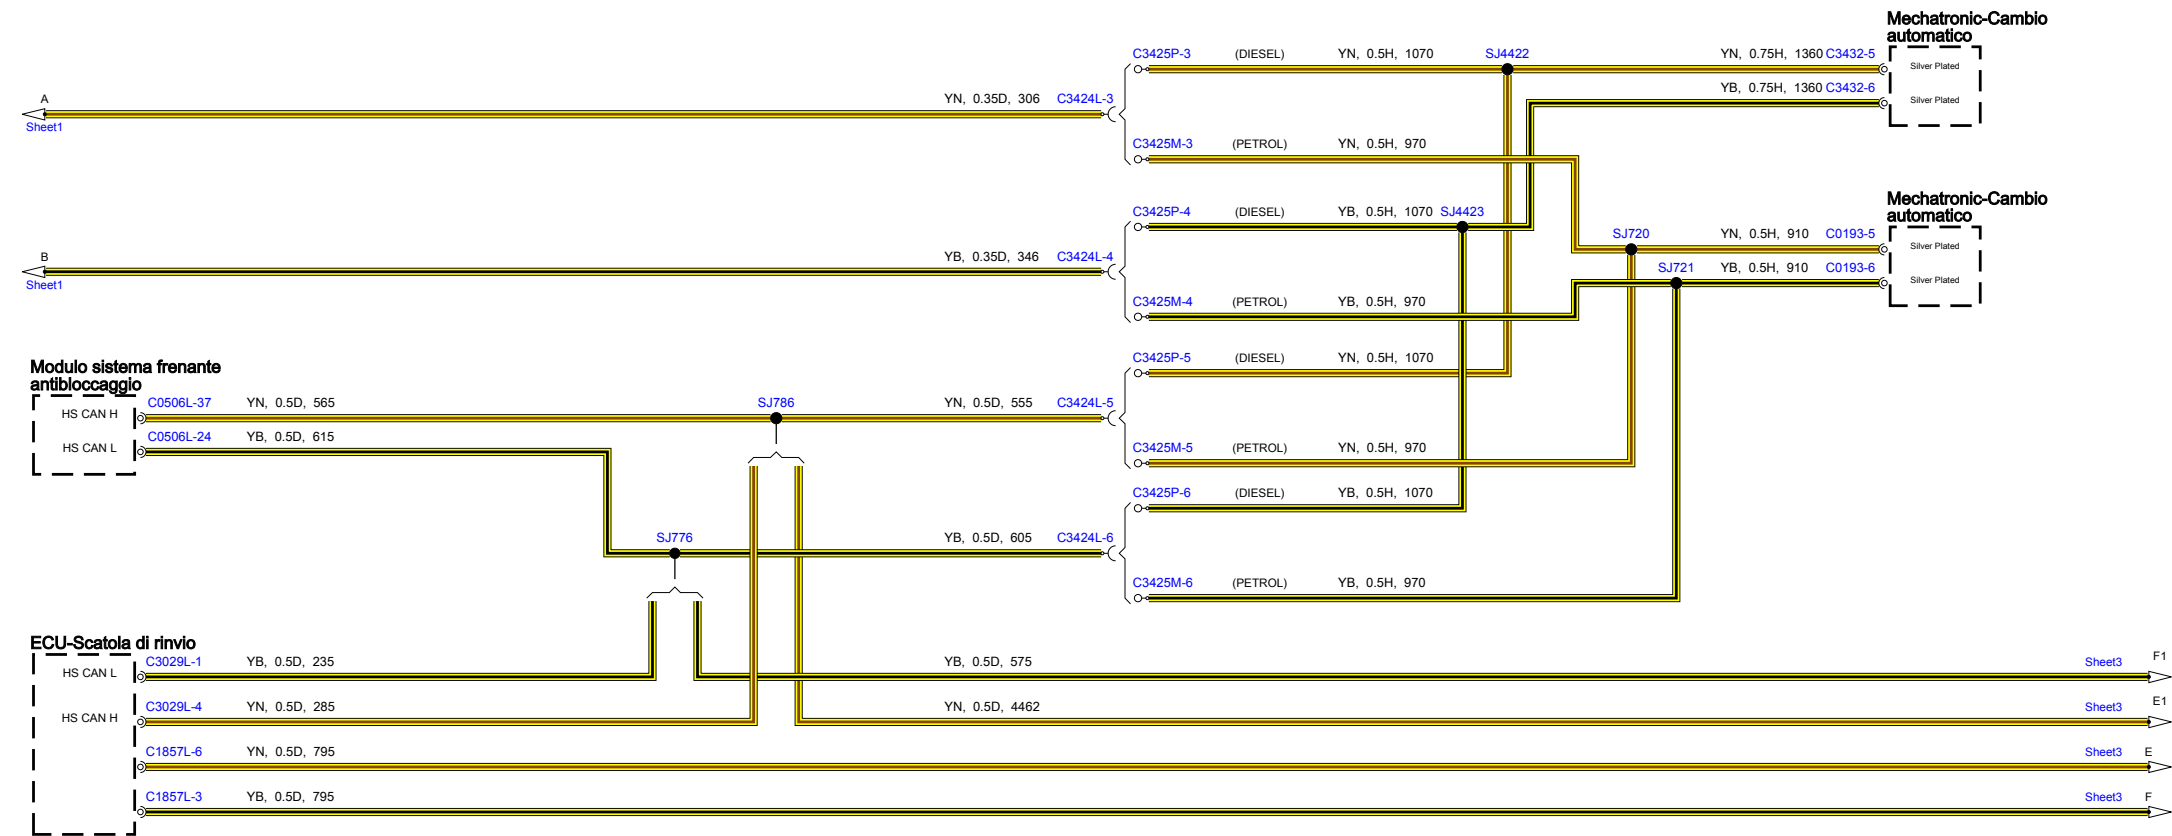 Mechatronic-Cambio
automatico
C3425P-3 (DIESEL) YN, 0.5H, 1070 SJ4422 YN, 0.75H, 1360 C3432-5
Silver Plated
YB, 0.75H, 1360 C3432-6
Silver Plated
A
YN, 0.35D, 306 C3424L-3
Sheet1
C3425M-3 (PETROL) YN, 0.5H, 970
Mechatronic-Cambio
automatico
C3425P-4 (DIESEL) YB, 0.5H, 1070 SJ4423
SJ720 YN, 0.5H, 910 C0193-5
Silver Plated
B
YB, 0.35D, 346 C3424L-4
SJ721 YB, 0.5H, 910 C0193-6
Silver Plated
Sheet1
C3425M-4 (PETROL) YB, 0.5H, 970
C3425P-5 (DIESEL) YN, 0.5H, 1070
Modulo sistema frenante
antibloccaggio
C0506L-37 YN, 0.5D, 565 SJ786 YN, 0.5D, 555 C3424L-5
HS CAN H
C0506L-24 YB, 0.5D, 615
HS CAN L
C3425M-5 (PETROL) YN, 0.5H, 970
C3425P-6 (DIESEL) YB, 0.5H, 1070
SJ776 YB, 0.5D, 605 C3424L-6
C3425M-6 (PETROL) YB, 0.5H, 970
ECU-Scatola di rinvio
C3029L-1 YB, 0.5D, 235 YB, 0.5D, 575 Sheet3 F1
HS CAN L
C3029L-4 YN, 0.5D, 285 YN, 0.5D, 4462 Sheet3 E1
HS CAN H
C1857L-6 YN, 0.5D, 795 Sheet3 E
C1857L-3 YB, 0.5D, 795 Sheet3 F